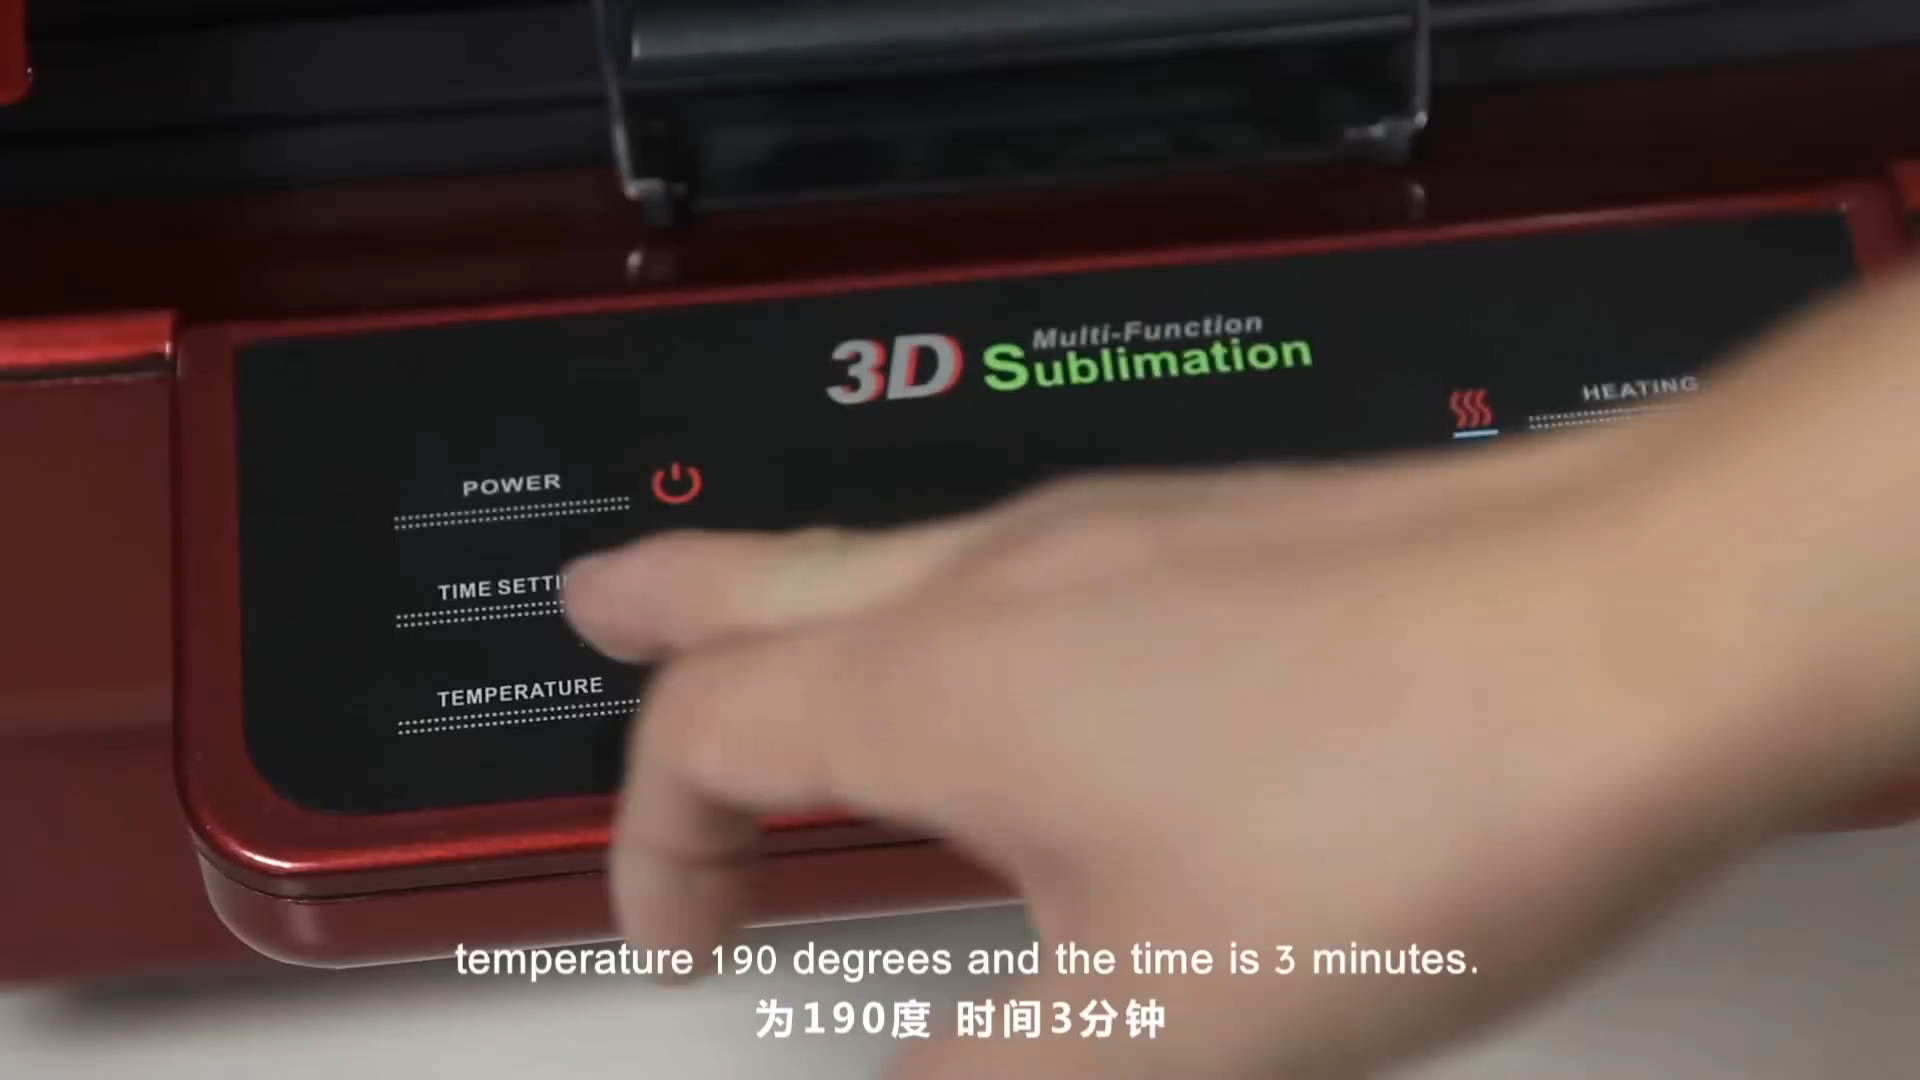 3D Multi-Function
Sublimation
HEATING
POWER
TIME SETTI
TEMPERATURE
temperature 190 degrees and the time is 3 minutes.
为190度 时间3分钟